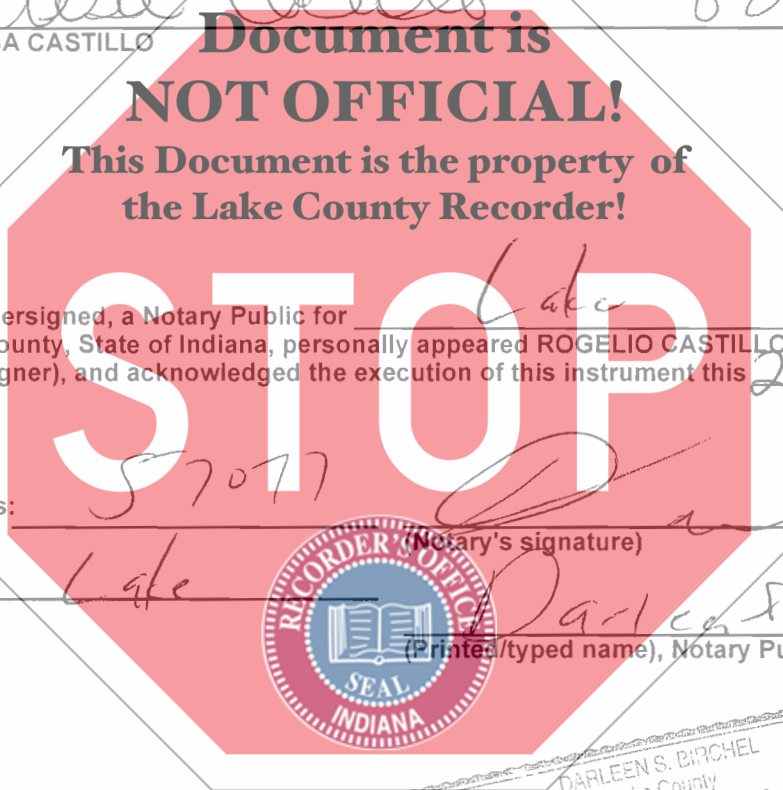 A CASTILLO
Document is
NOT OFFICIAL!
This Document is the property of
the Lake County Recorder!
STOP
ersigned, a Notary Public for Lake
ounty, State of Indiana, personally appeared ROGELIO CASTILLO
gner), and acknowledged the execution of this instrument this 2
s: 57077
(Notary's signature)
Lake
RECORDER'S OFFICE
SEAL
INDIANA
(Printed/typed name), Notary Pu
DARLEEN S. BIRCHEL
County